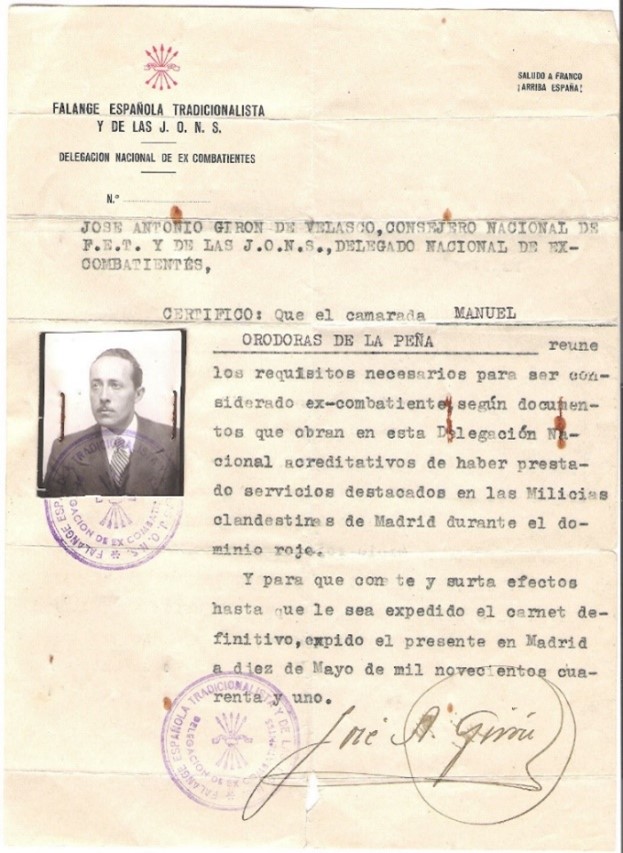 SALUDO A FRANCO
¡ARRIBA ESPAÑA!
FALANGE ESPAÑOLA TRADICIONALISTA
Y DE LAS J. O. N. S.
DELEGACION NACIONAL DE EX COMBATIENTES
N.º
JOSE ANTONIO GIRON DE VELASCO, CONSEJERO NACIONAL DE
F.E.T. Y DE LAS J.O.N.S., DELEGADO NACIONAL DE EX-
COMBATIENTES,
CERTIFICO: Que el camarada MANUEL
ORODORAS DE LA PEÑA reune
los requisitos necesarios para ser con-
siderado ex-combatiente, según documen-
tos que obran en esta Delegación Na-
cional acreditativos de haber presta-
do servicios destacados en las Milicias
clandestinas de Madrid durante el do-
minio rojo.
Y para que conste y surta efectos
hasta que le sea expedido el carnet de-
finitivo, expido el presente en Madrid
a diez de Mayo de mil novecientos cua-
renta y uno.
José A. Girón
FALANGE ESPAÑOLA TRADICIONALISTA Y DE L